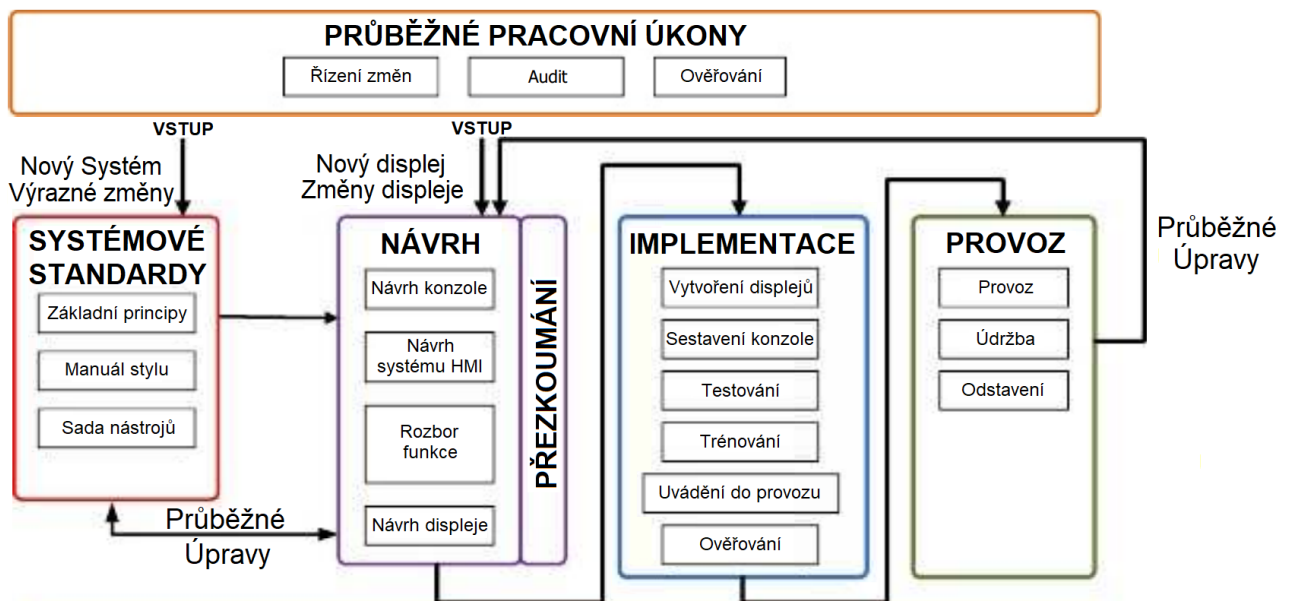 PRŮBĚŽNÉ PRACOVNÍ ÚKONY
Řízení změn
Audit
Ověřování
VSTUP
VSTUP
Nový Systém
Výrazné změny
Nový displej
Změny displeje
SYSTÉMOVÉ
STANDARDY
Základní principy
Manuál stylu
Sada nástrojů
Průběžné
Úpravy
NÁVRH
Návrh konzole
Návrh
systému HMI
Rozbor
funkce
Návrh displeje
PŘEZKOUMÁNÍ
IMPLEMENTACE
Vytvoření displejů
Sestavení konzole
Testování
Trénování
Uvádění do provozu
Ověřování
PROVOZ
Provoz
Údržba
Odstavení
Průběžné
Úpravy